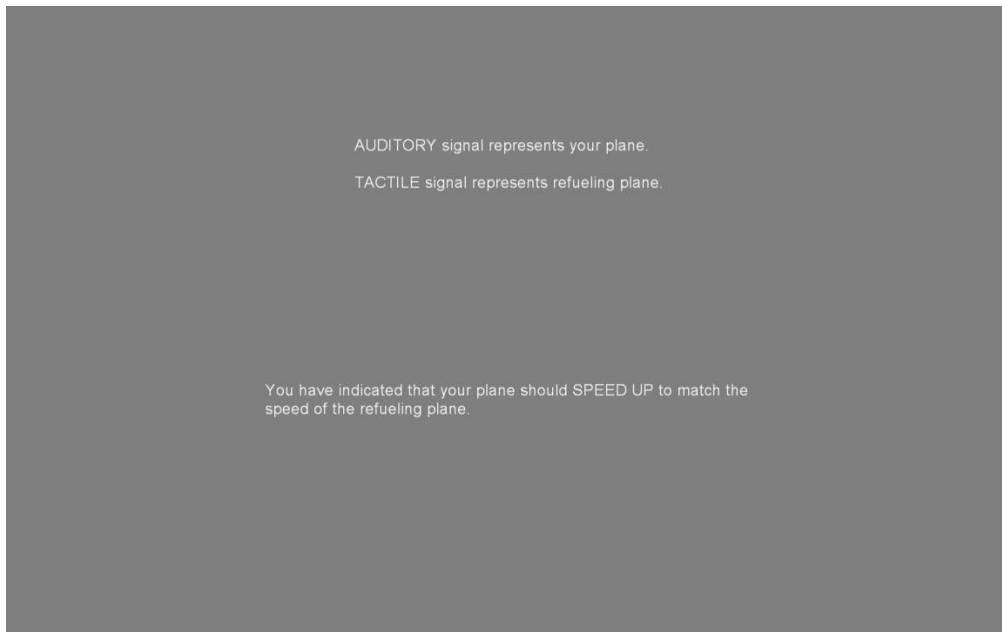 AUDITORY signal represents your plane.
TACTILE signal represents refueling plane.
You have indicated that your plane should SPEED UP to match the
speed of the refueling plane.